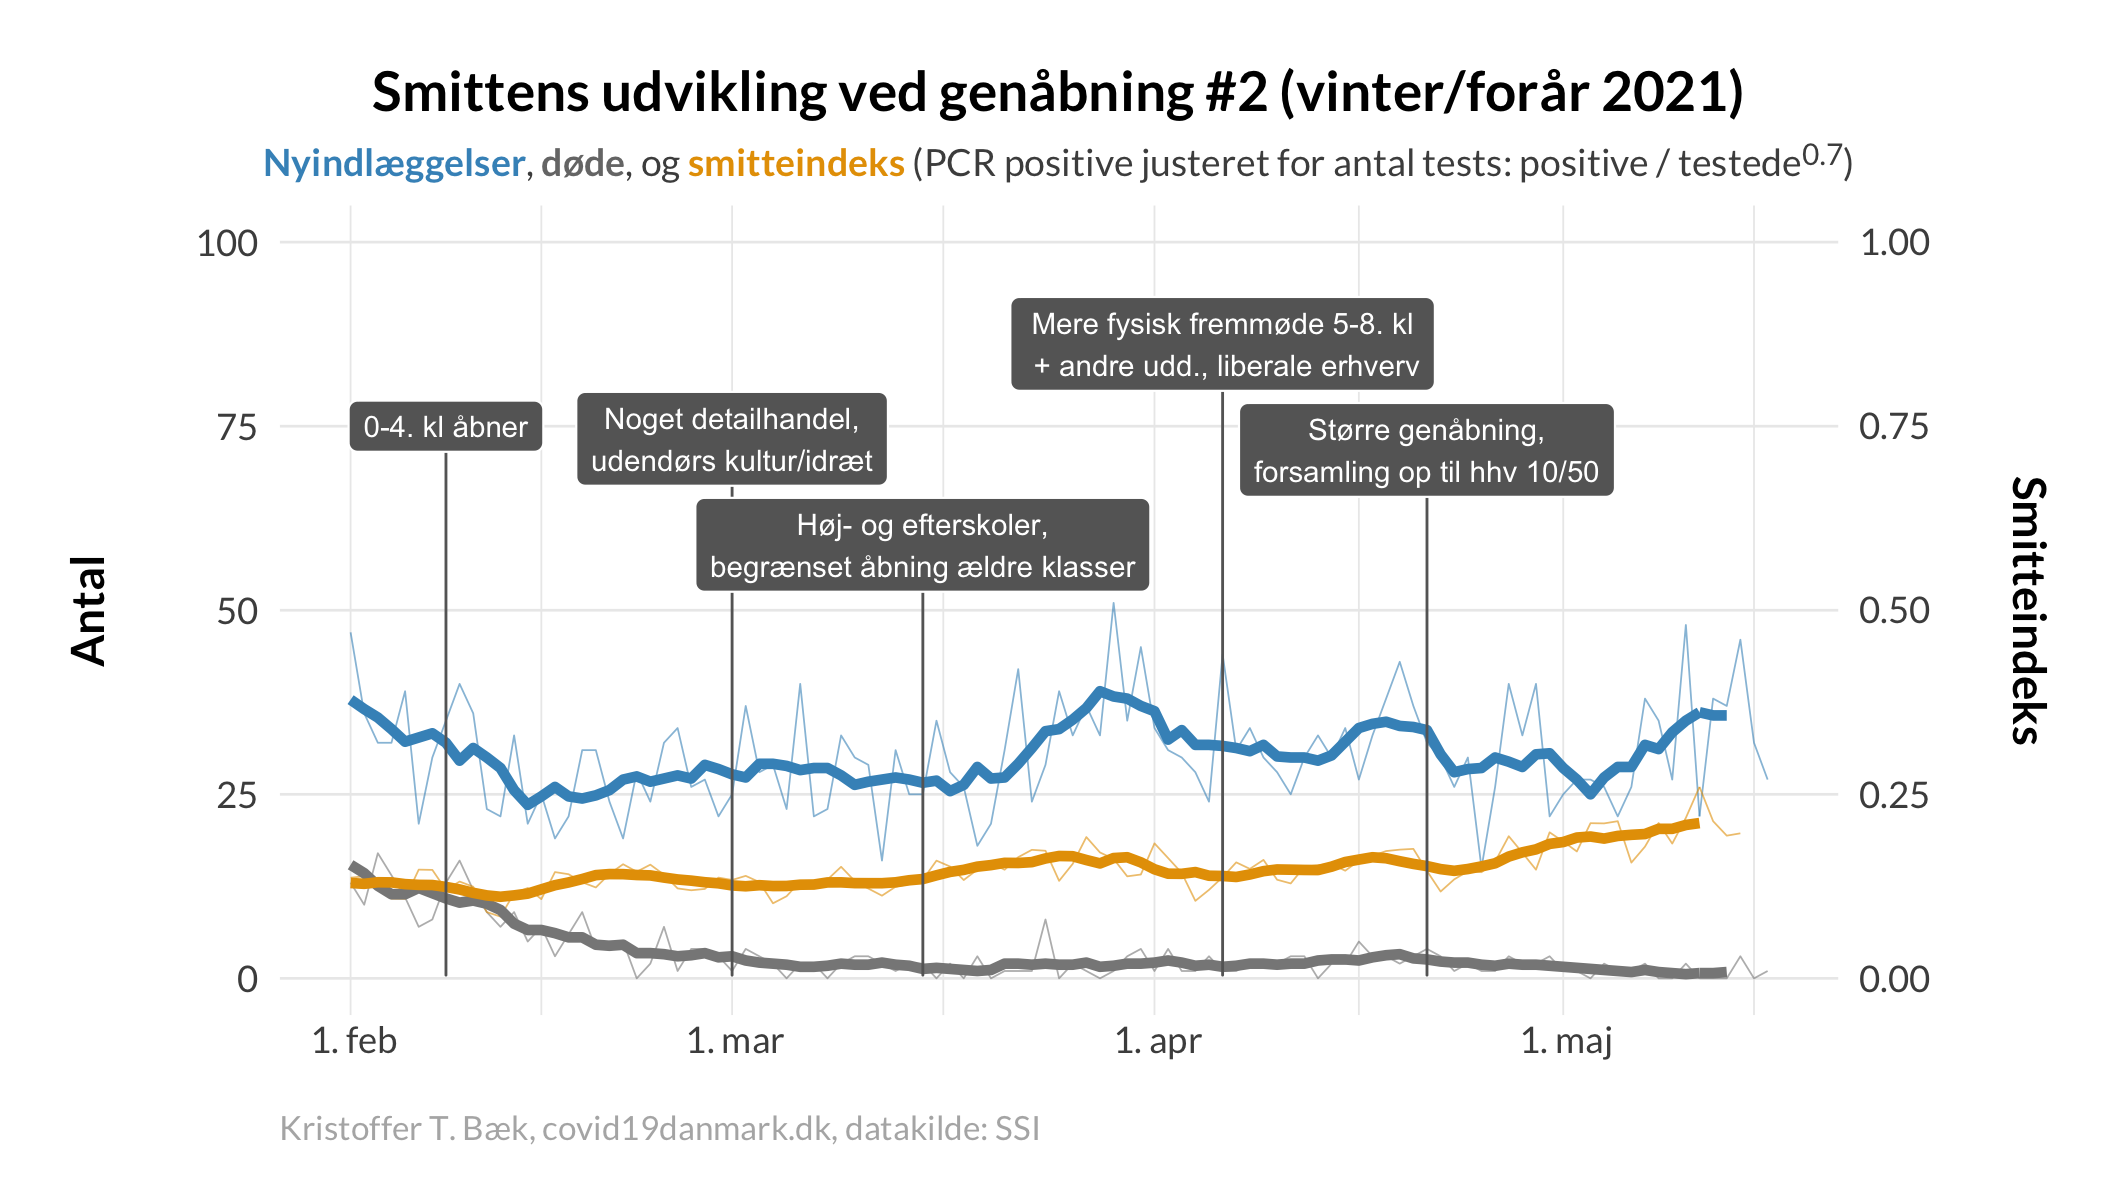 Smittens udvikling ved genåbning #2 (vinter/forår 2021)
Nyindlæggelser, døde, og smitteindeks (PCR positive justeret for antal tests: positive / testede^0.7)
100
75
50
25
0
Antal
1.00
0.75
0.50
0.25
0.00
Smitteindeks
Mere fysisk fremmøde 5-8. kl
+ andre udd., liberale erhverv
0-4. kl åbner
Noget detailhandel,
udendørs kultur/idræt
Større genåbning,
forsamling op til hhv 10/50
Høj- og efterskoler,
begrænset åbning ældre klasser
1. feb
1. mar
1. apr
1. maj
Kristoffer T. Bæk, covid19danmark.dk, datakilde: SSI